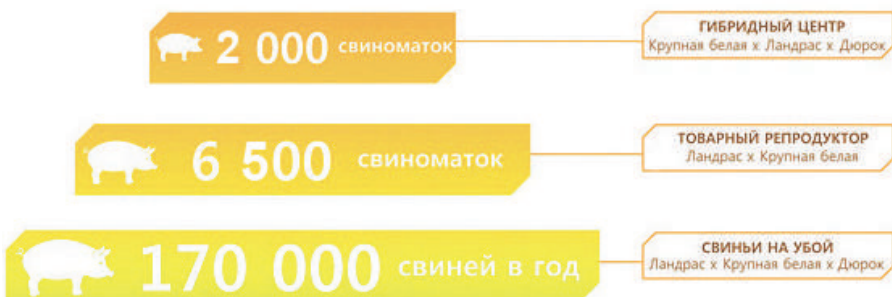 2 000 свиноматок
ГИБРИДНЫЙ ЦЕНТР
Крупная белая х Ландрас х Дюрок
6 500 свиноматок
ТОВАРНЫЙ РЕПРОДУКТОР
Ландрас х Крупная белая
170 000 свиней в год
СВИНЬИ НА УБОЙ
Ландрас х Крупная белая х Дюрок